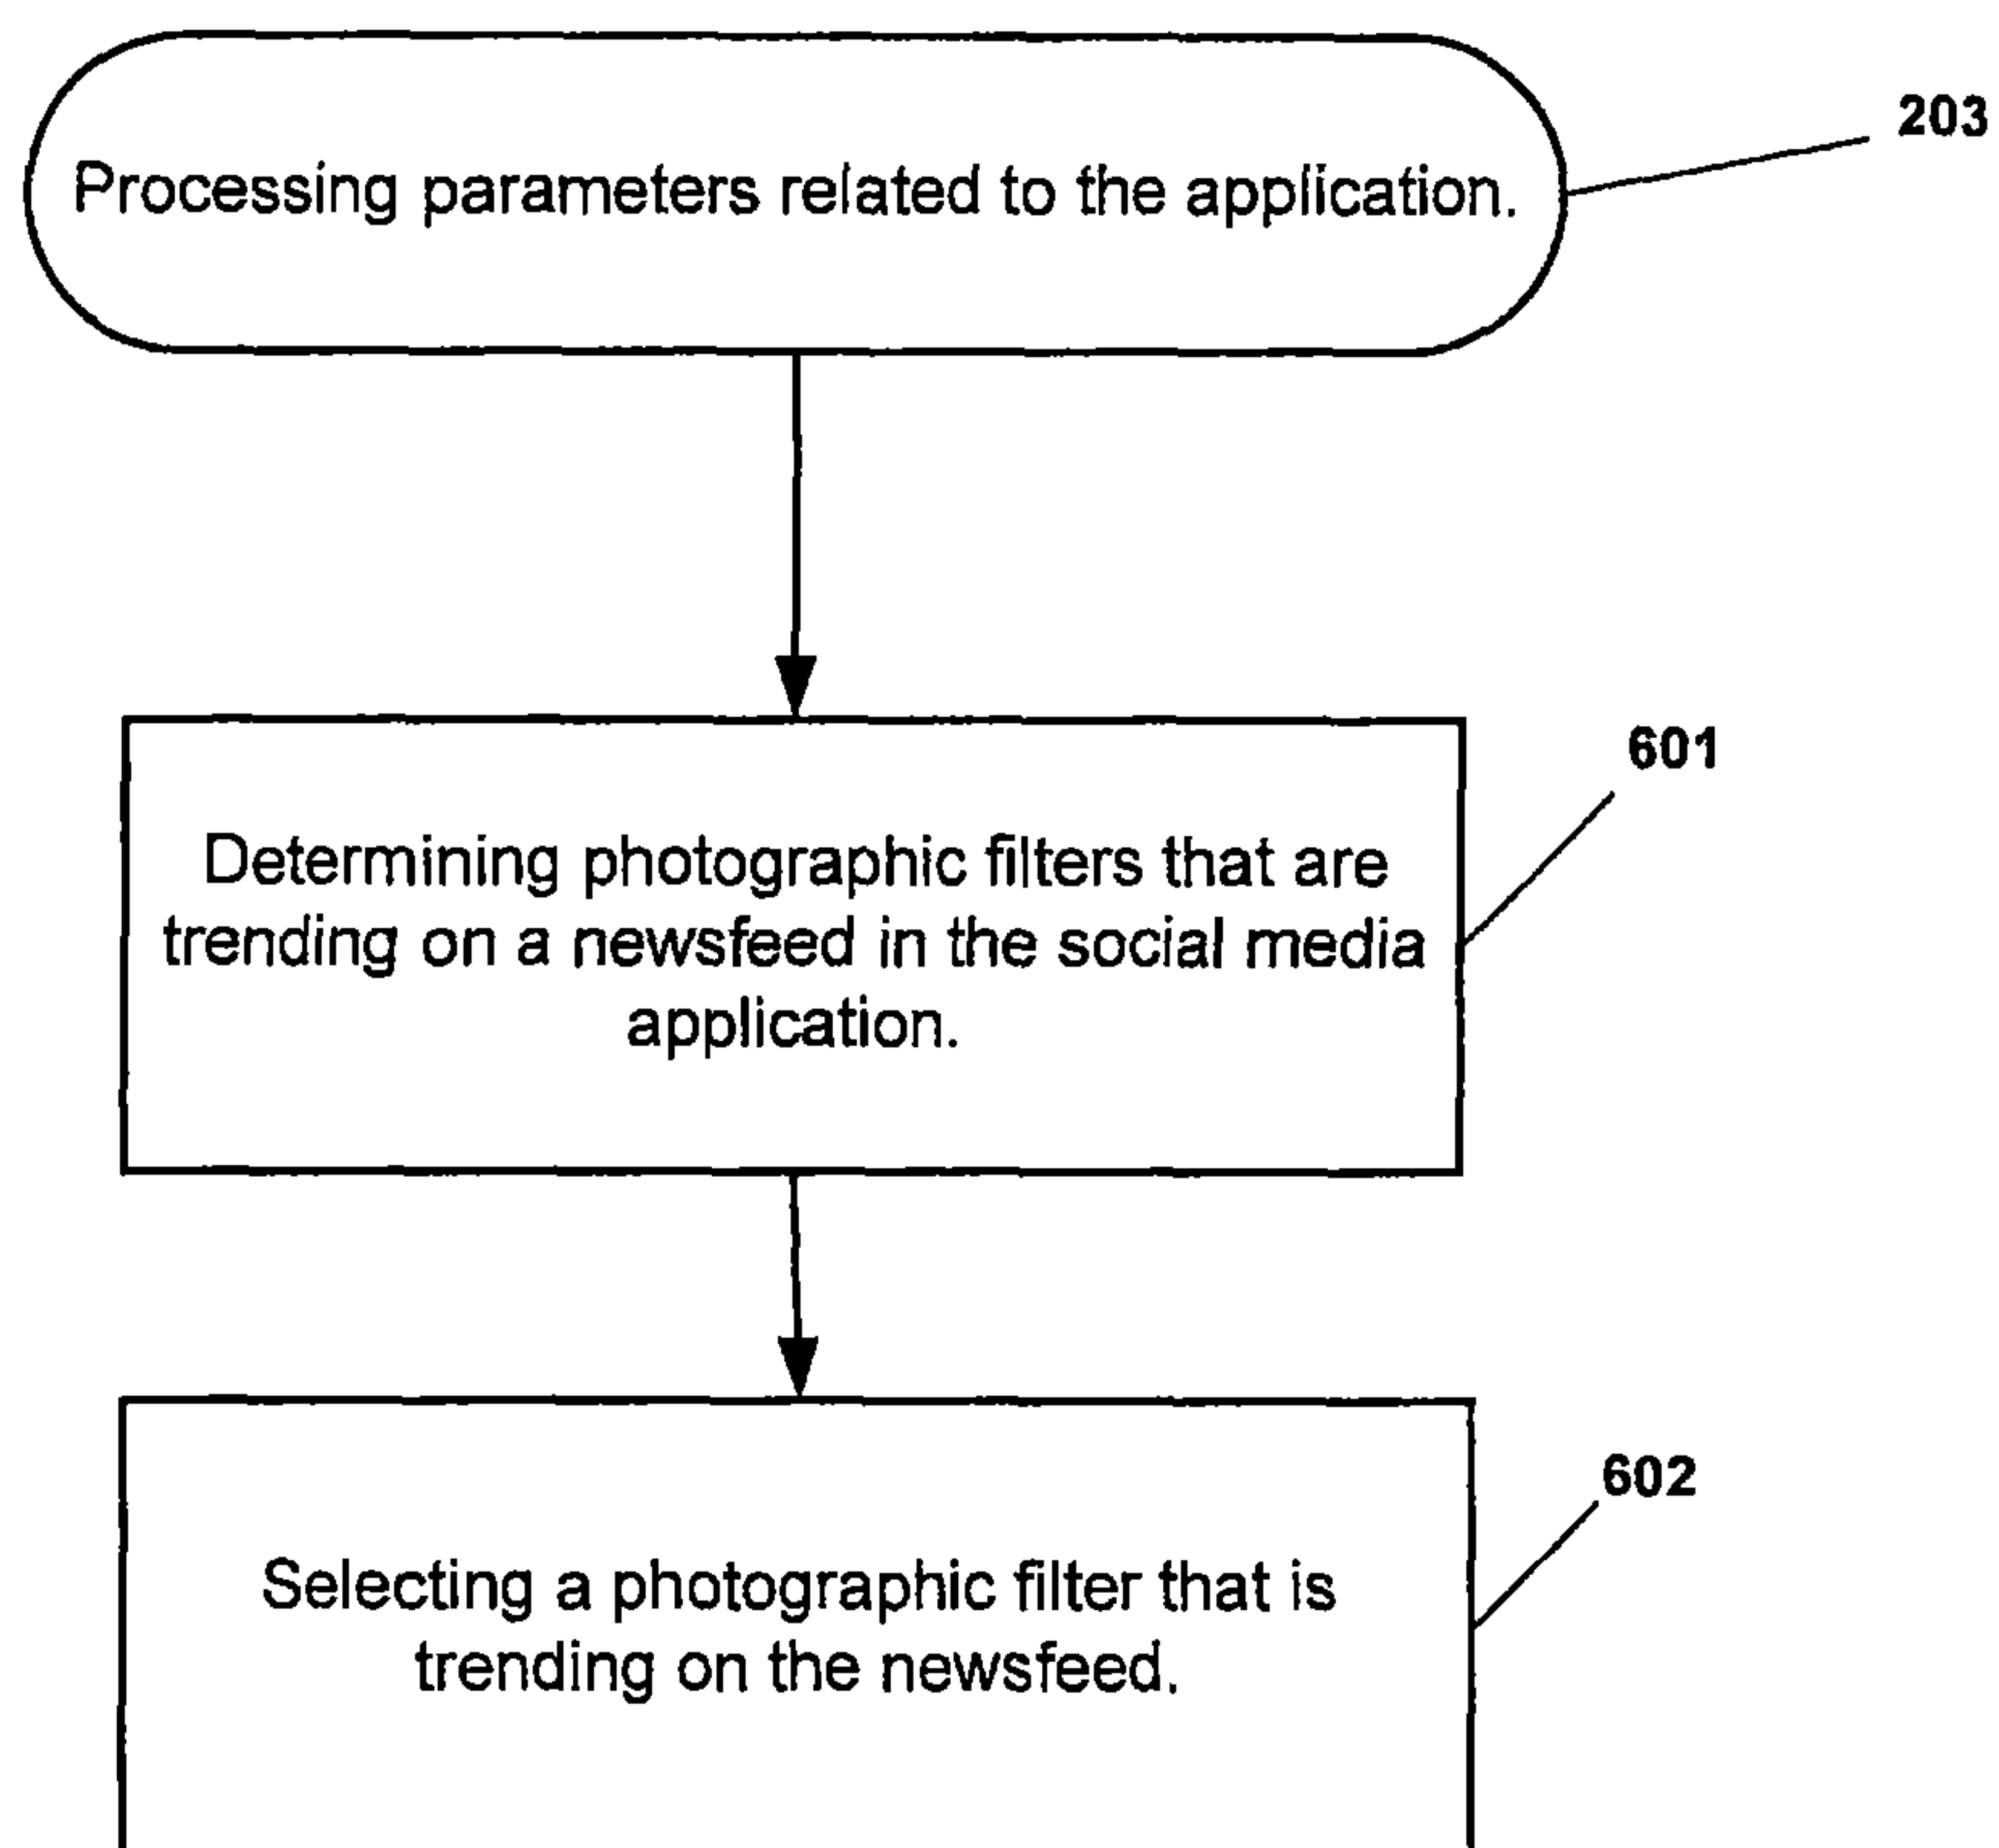 Processing parameters related to the application.
203
601
Determining photographic filters that are
trending on a newsfeed in the social media
application.
602
Selecting a photographic filter that is
trending on the newsfeed.